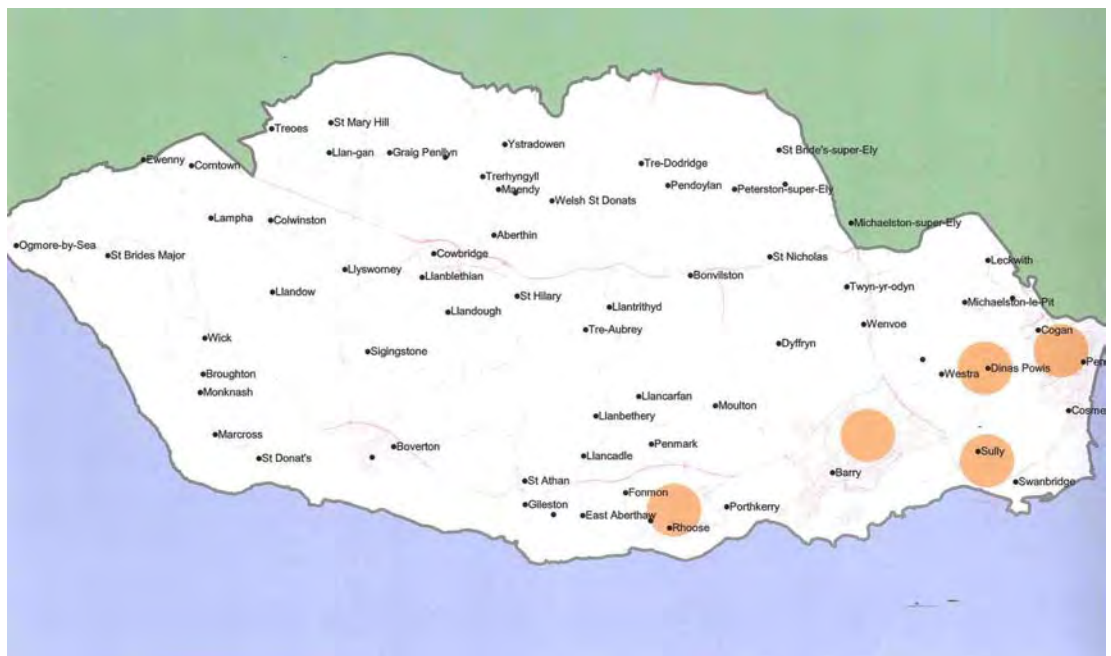 St Mary Hill
Treoes
Ystradowen
Llan-gan
Graig Penllyn
St Bride's-super-Ely
Ewenny
Corntown
Tre-Dodridge
Trerhyngyll
Pendoylan
Maendy
Peterston-super-Ely
Welsh St Donats
Lampha
Colwinston
Michaelston-super-Ely
Aberthin
Ogmore-by-Sea
St Brides Major
Cowbridge
St Nicholas
Leckwith
Llysworney
Llanblethian
Bonvilston
Twyn-yr-odyn
Llandow
St Hilary
Michaelston-le-Pit
Llantrithyd
Llandough
Wenvoe
Tre-Aubrey
Cogan
Wick
Dyffryn
Sigingstone
Pen
Dinas Powis
Broughton
Westra
Monknash
Llancarfan
Moulton
Cosme
Llanbethery
Marcross
Boverton
Penmark
Sully
St Donat's
Llancadle
Barry
St Athan
Swanbridge
Fonmon
Gileston
Porthkerry
East Aberthaw
Rhoose